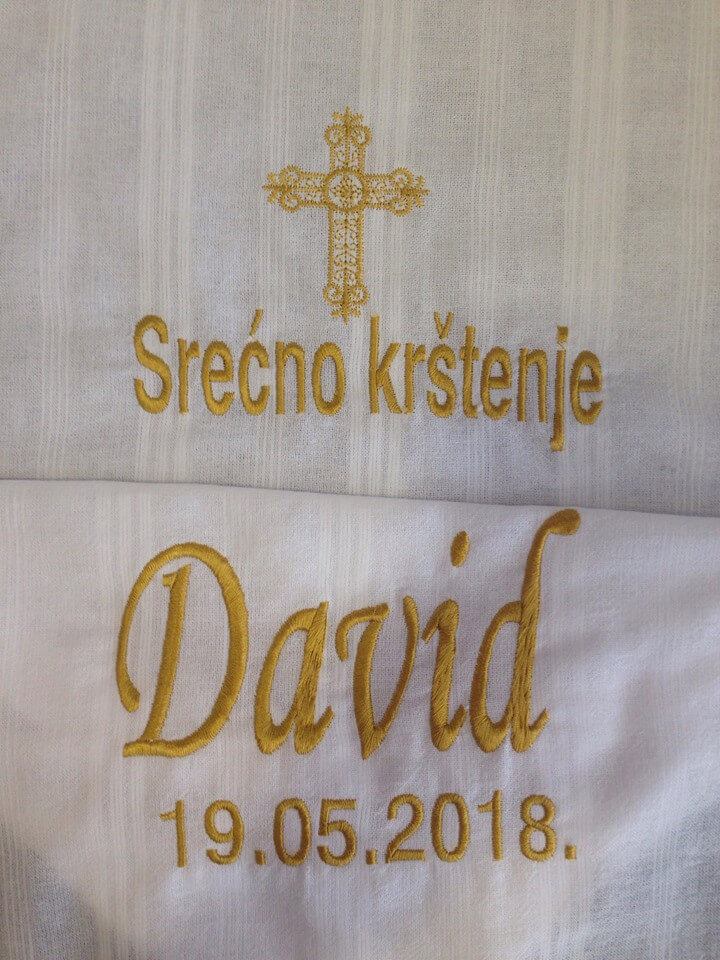 Srećno krštenje
David
19.05.2018.